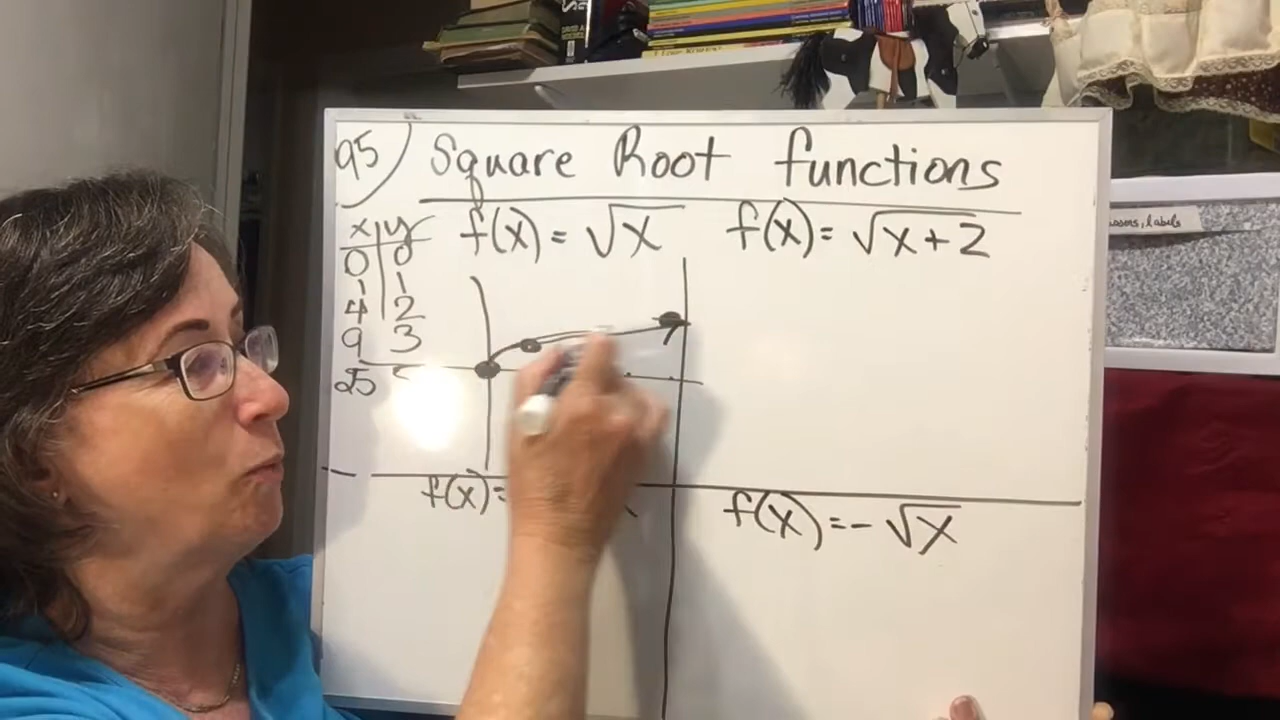 95) Square Root functions
x y
0 0
1 1
4 2
9 3
25
f(x) = √x
f(x) = √x+2
f(x) =
f(x) = -√x